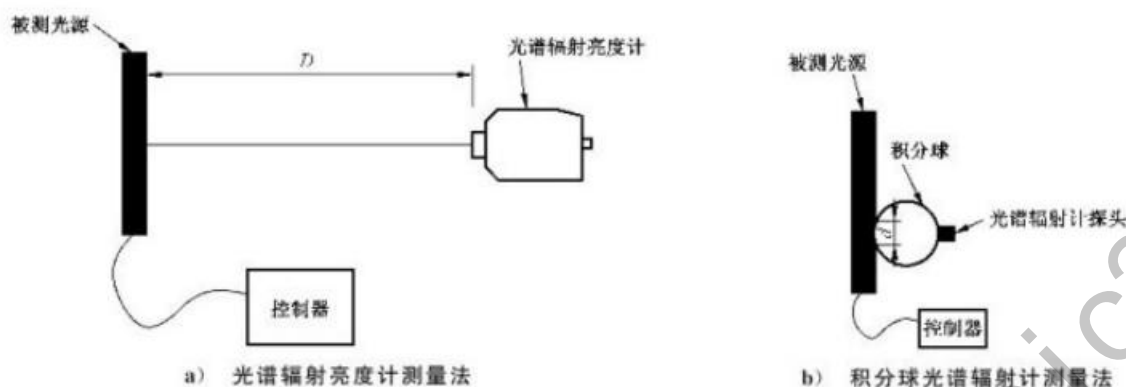 被测光源
D
光谱辐射亮度计
控制器
a) 光谱辐射亮度计测量法
被测光源
积分球
d
光谱辐射计探头
控制器
b) 积分球光谱辐射计测量法